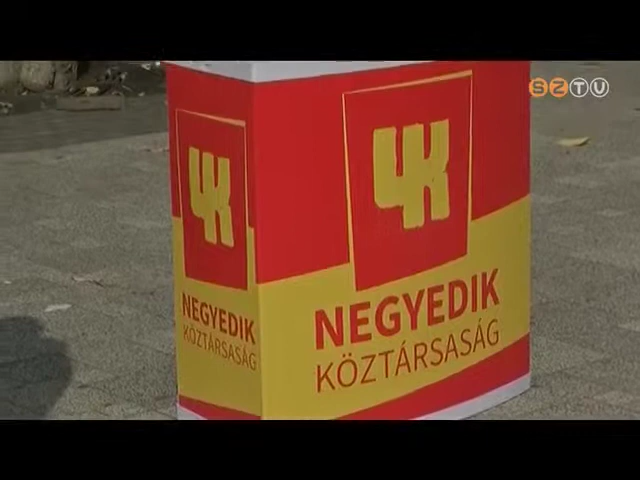 SZTV
4K
4K
NEGYEDIK
KÖZTÁRSASÁG
NEGYEDIK
KÖZTÁRSASÁG